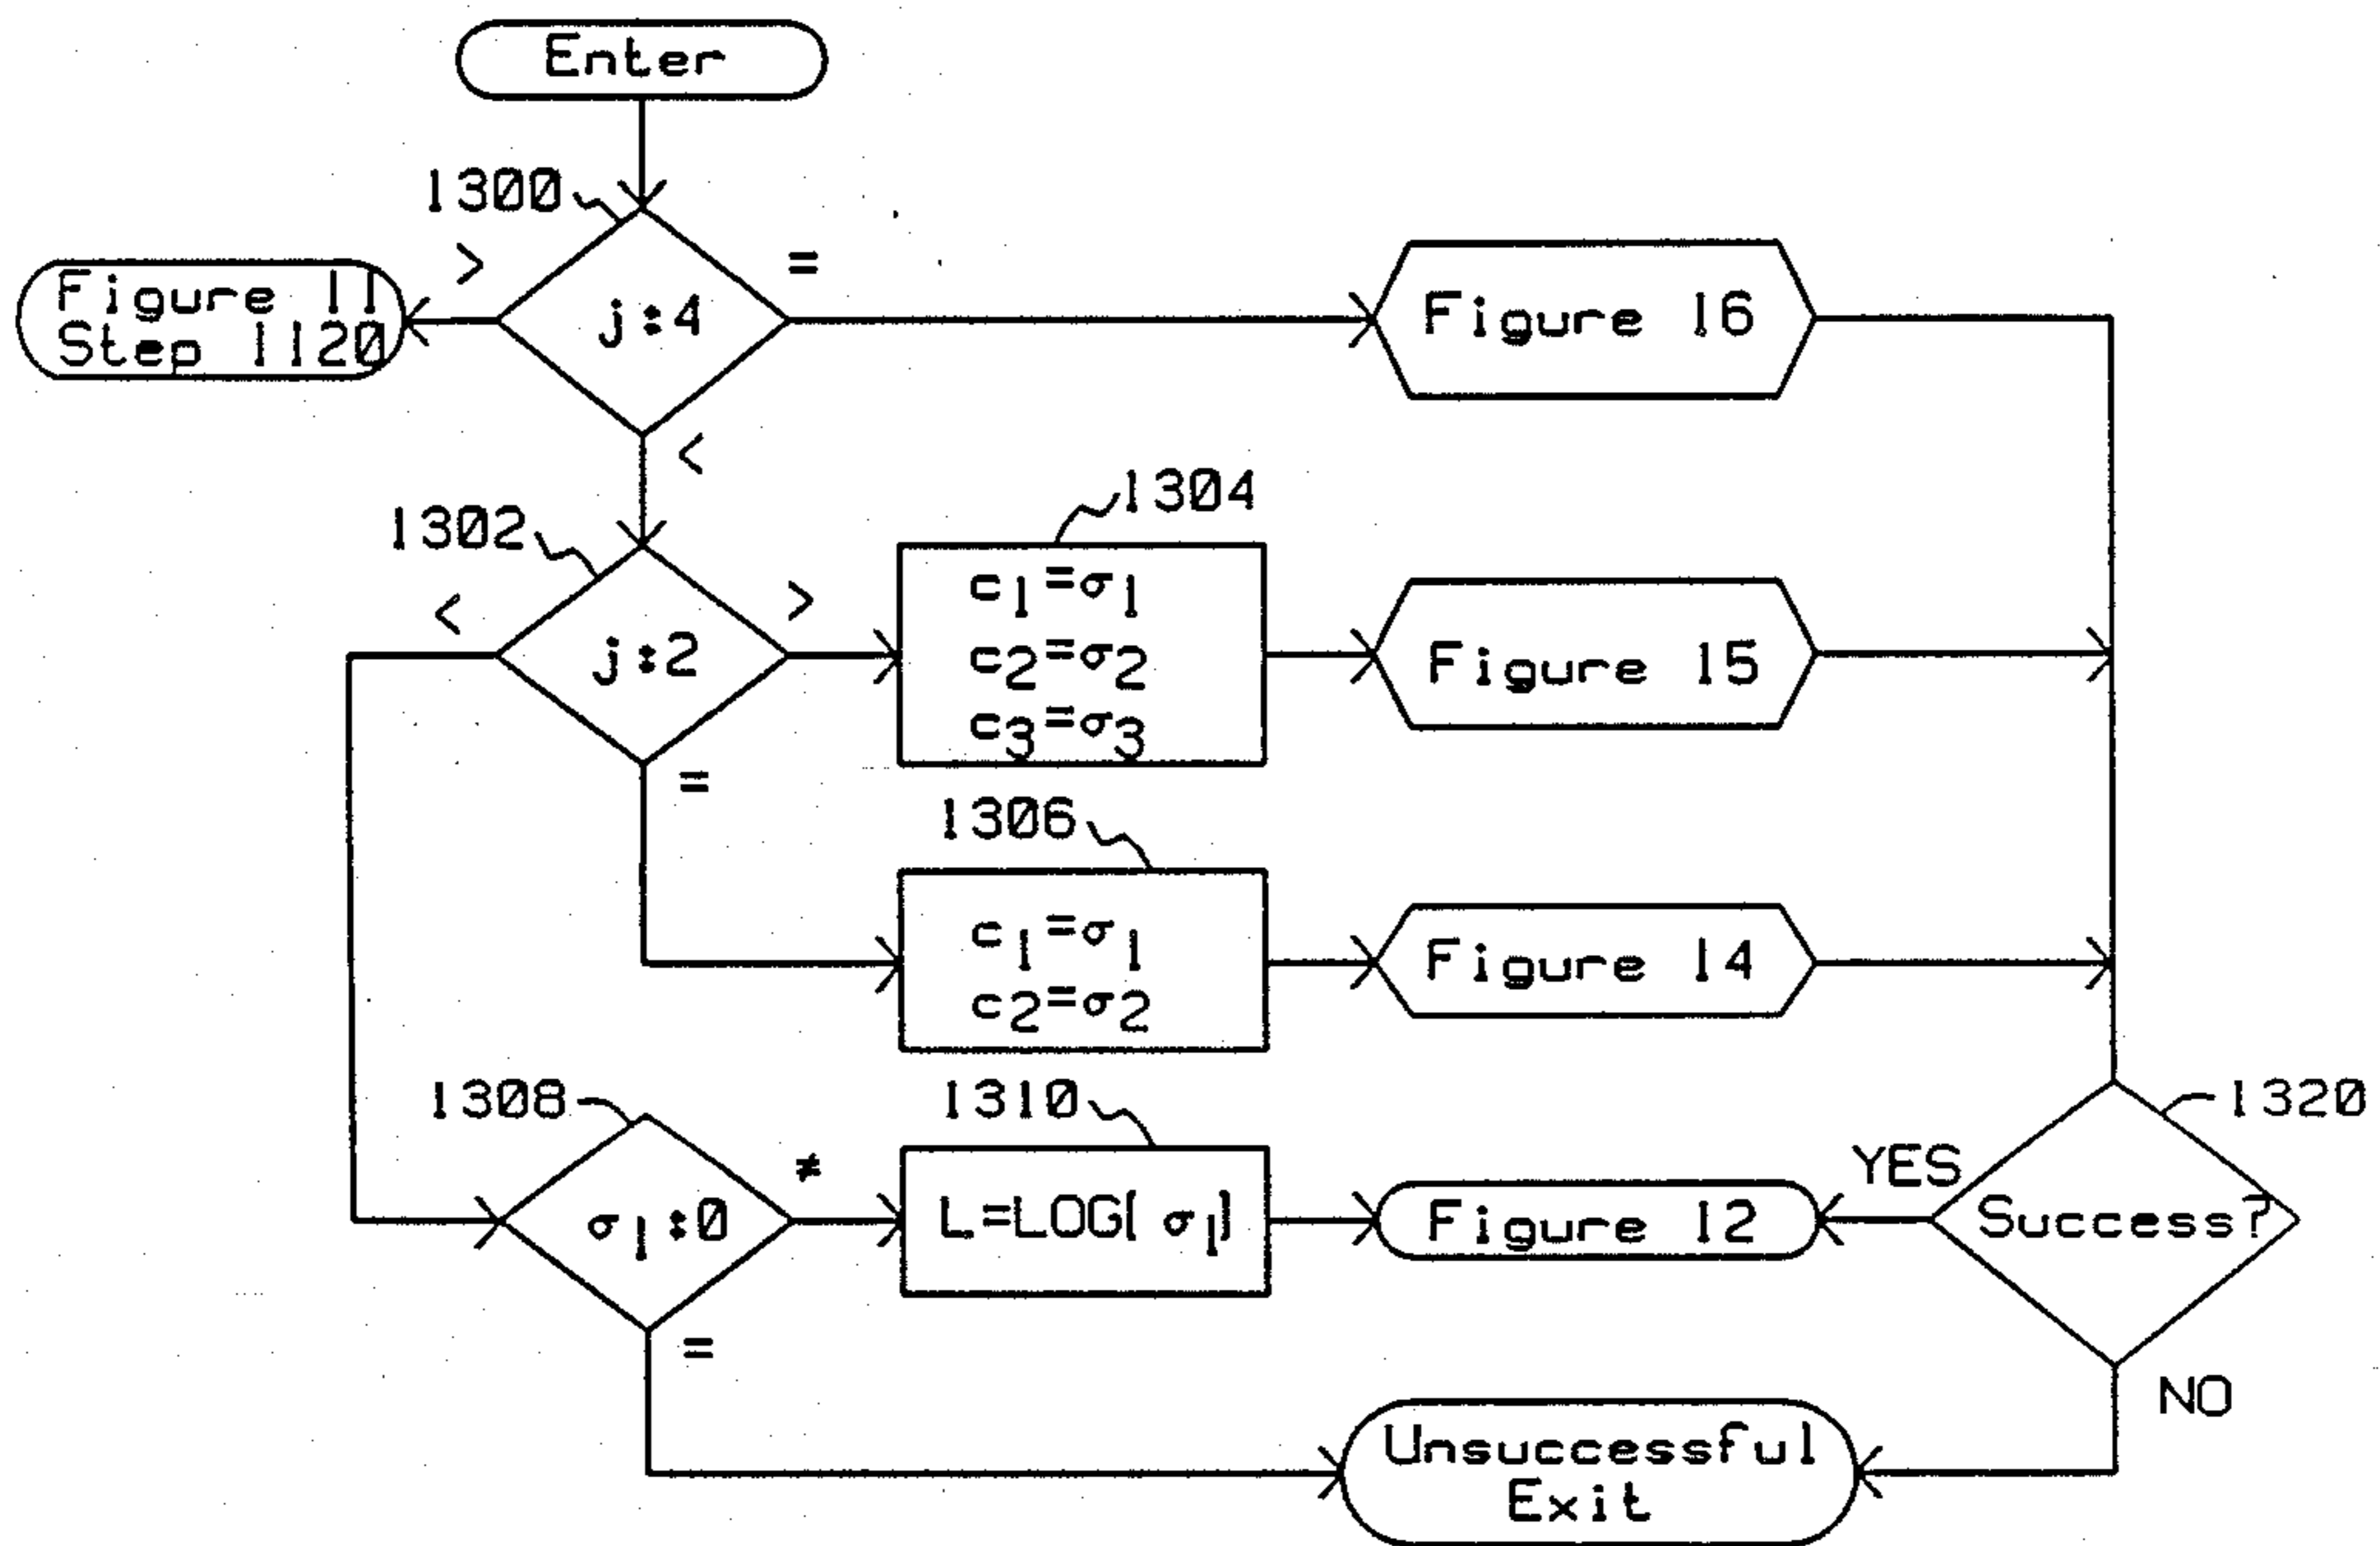 Enter
1300
>
=
Figure 11
Step 1120
j:4
Figure 16
<
1302
1304
<
>
j:2
c1=σ1
c2=σ2
c3=σ3
Figure 15
=
1306
c1=σ1
c2=σ2
Figure 14
1308
1310
1320
≠
YES
σ1:0
L=LOG[ σ1]
Figure 12
Success?
=
NO
Unsuccessful
Exit